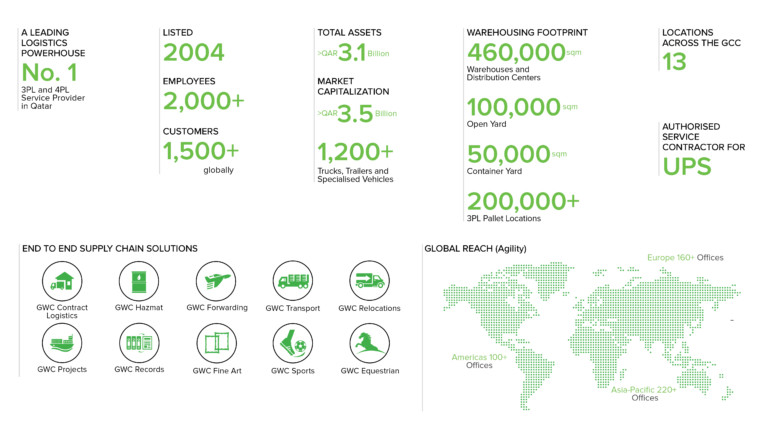 A LEADING
LOGISTICS
POWERHOUSE
No. 1
3PL and 4PL
Service Provider
in Qatar
LISTED
2004
EMPLOYEES
2,000+
CUSTOMERS
1,500+
globally
TOTAL ASSETS
>QAR 3.1 Billion
MARKET
CAPITALIZATION
>QAR 3.5 Billion
1,200+
Trucks, Trailers and
Specialised Vehicles
WAREHOUSING FOOTPRINT
460,000 sqm
Warehouses and
Distribution Centers
100,000 sqm
Open Yard
50,000 sqm
Container Yard
200,000+
3PL Pallet Locations
LOCATIONS
ACROSS THE GCC
13
AUTHORISED
SERVICE
CONTRACTOR FOR
UPS
END TO END SUPPLY CHAIN SOLUTIONS
GWC Contract
Logistics
GWC Hazmat
GWC Forwarding
GWC Transport
GWC Relocations
GWC Projects
GWC Records
GWC Fine Art
GWC Sports
GWC Equestrian
GLOBAL REACH (Agility)
Europe 160+ Offices
Americas 100+
Offices
Asia-Pacific 220+
Offices